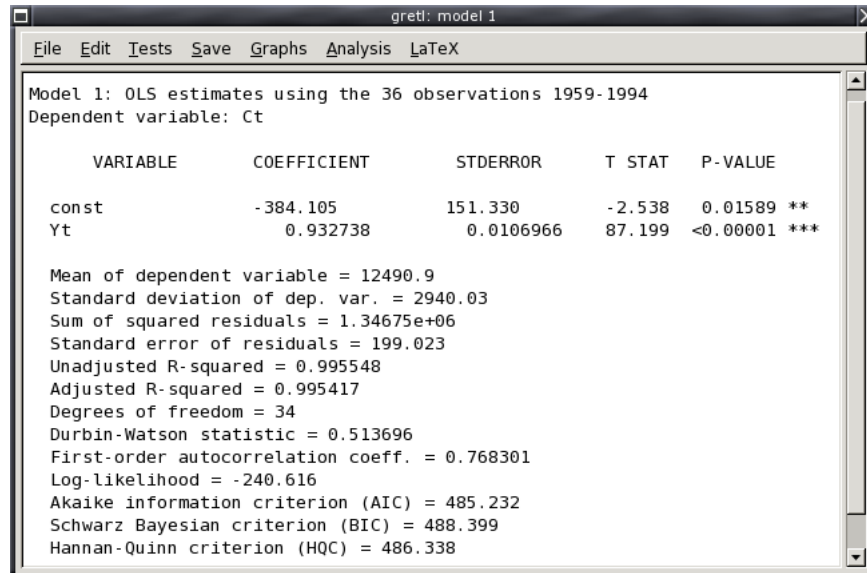 gretl: model 1
File Edit Tests Save Graphs Analysis LaTeX
Model 1: OLS estimates using the 36 observations 1959-1994
Dependent variable: Ct
VARIABLE COEFFICIENT STDERROR T STAT P-VALUE
const -384.105 151.330 -2.538 0.01589 **
Yt 0.932738 0.0106966 87.199 <0.00001 ***
Mean of dependent variable = 12490.9
Standard deviation of dep. var. = 2940.03
Sum of squared residuals = 1.34675e+06
Standard error of residuals = 199.023
Unadjusted R-squared = 0.995548
Adjusted R-squared = 0.995417
Degrees of freedom = 34
Durbin-Watson statistic = 0.513696
First-order autocorrelation coeff. = 0.768301
Log-likelihood = -240.616
Akaike information criterion (AIC) = 485.232
Schwarz Bayesian criterion (BIC) = 488.399
Hannan-Quinn criterion (HQC) = 486.338